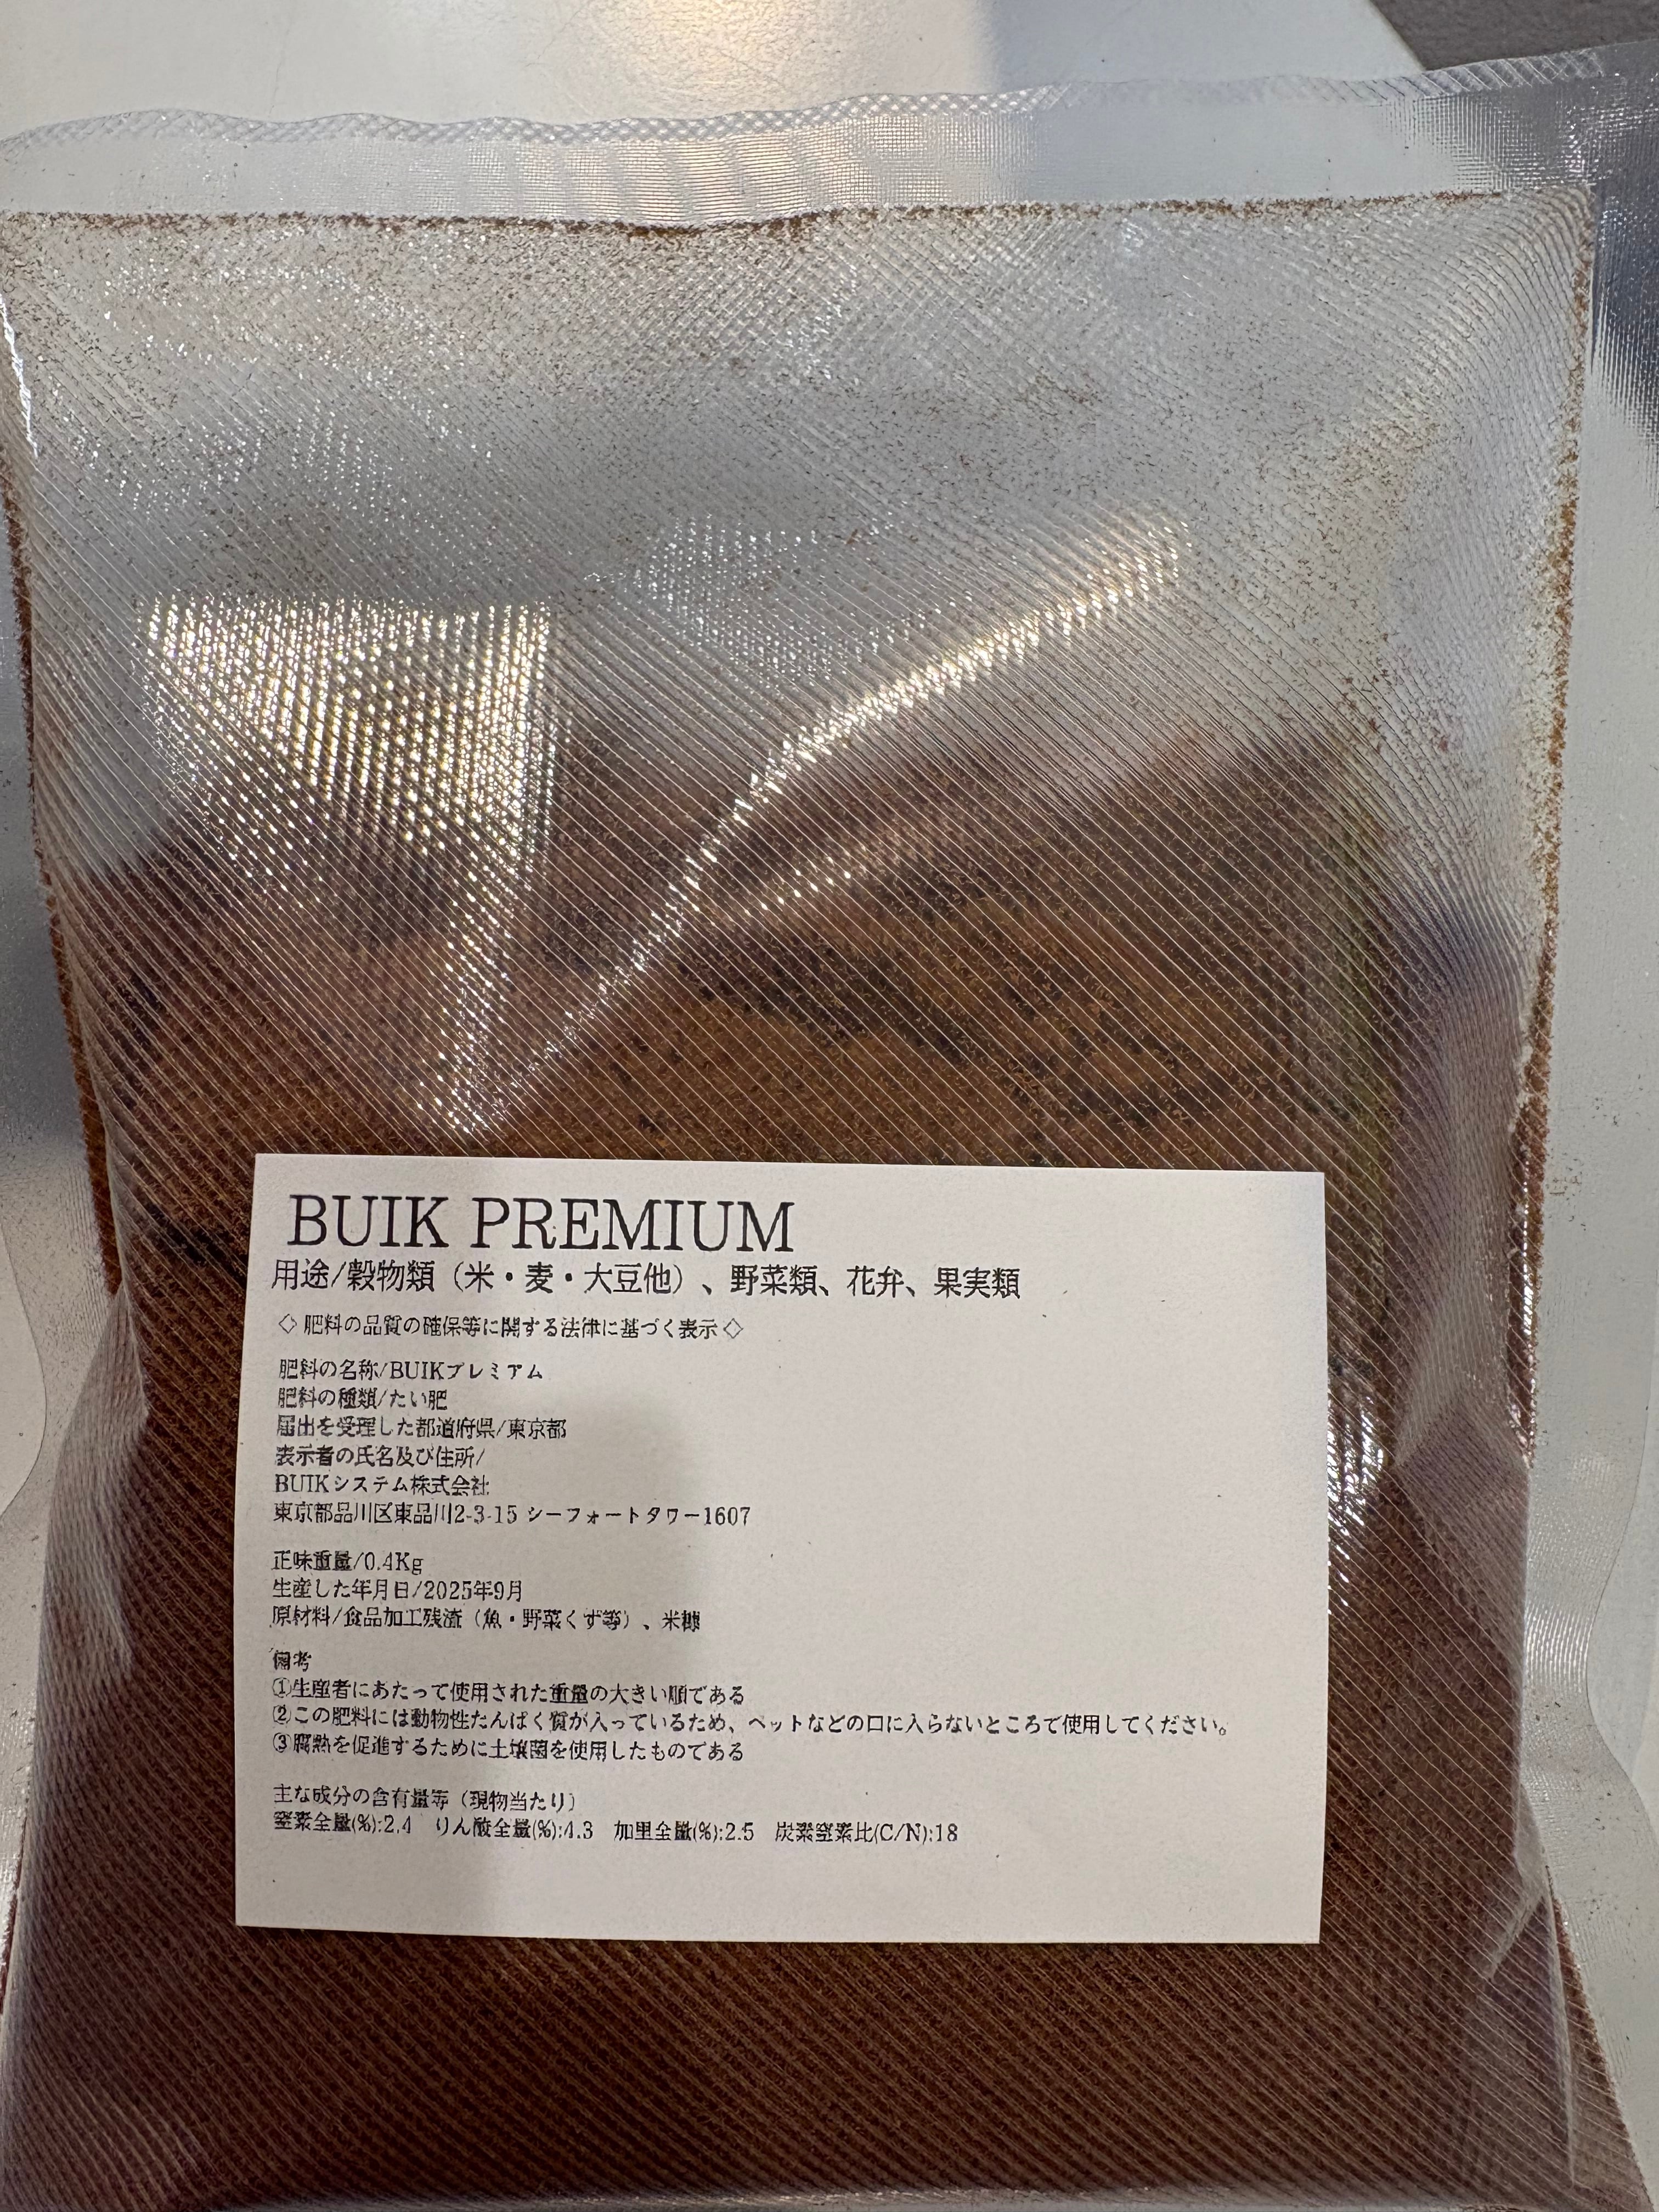 BUIK PREMIUM
用途/穀物類（米・麦・大豆他）、野菜類、花弁、果実類
◇肥料の品質の確保等に関する法律に基づく表示◇
肥料の名称/BUIKプレミアム
肥料の種類/たい肥
届出を受理した都道府県/東京都
表示者の氏名及び住所/
BUIKシステム株式会社
東京都品川区東品川2-3-15 シーフォートタワー1607
正味重量/0.4Kg
生産した年月日/2025年9月
原材料/食品加工残渣（魚・野菜くず等）、米糠
備考
①生産者にあたって使用された重量の大きい順である
②この肥料には動物性たんぱく質が入っているため、ペットなどの口に入らないところで使用してください。
③腐熟を促進するために土壌菌を使用したものである
主な成分の含有量等（現物当たり）
窒素全量(%):2.4 りん酸全量(%):4.3 加里全量(%):2.5 炭素窒素比(C/N):18